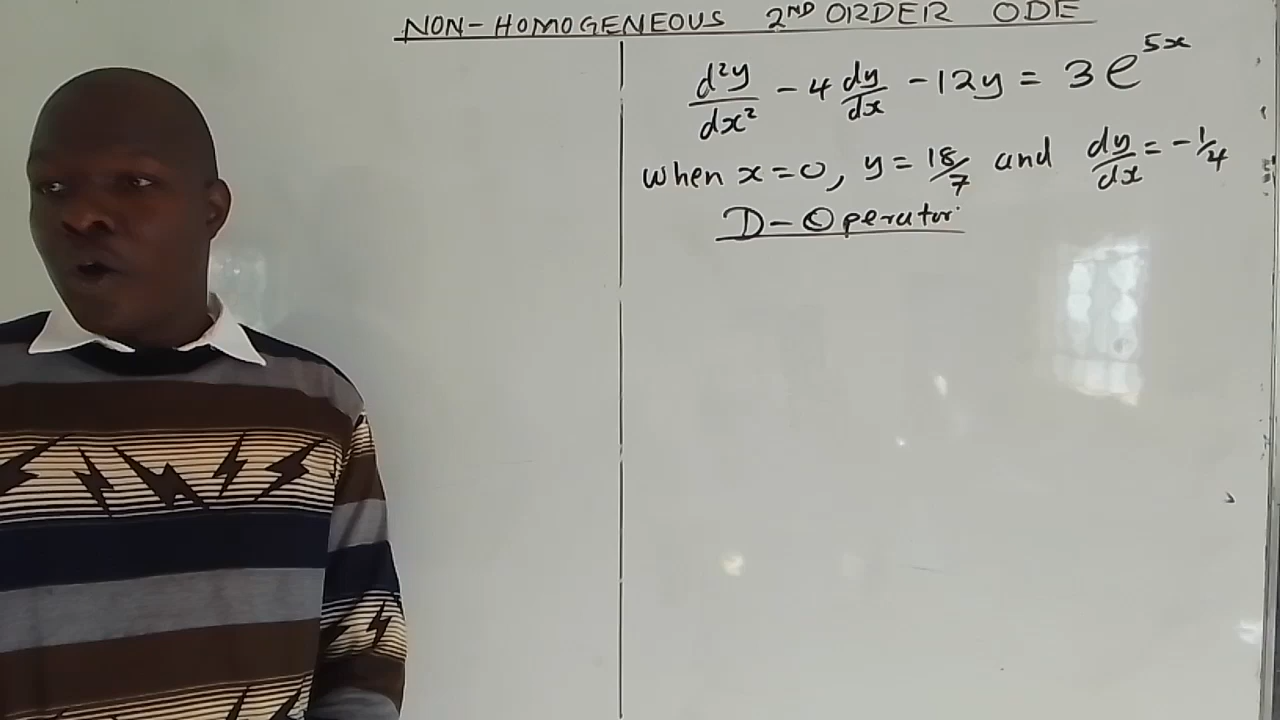 NON-HOMOGENEOUS 2ND ORDER ODE
d²y/dx² - 4 dy/dx - 12y = 3e^5x
when x=0, y = 18/7 and dy/dx = -1/4
D-Operator